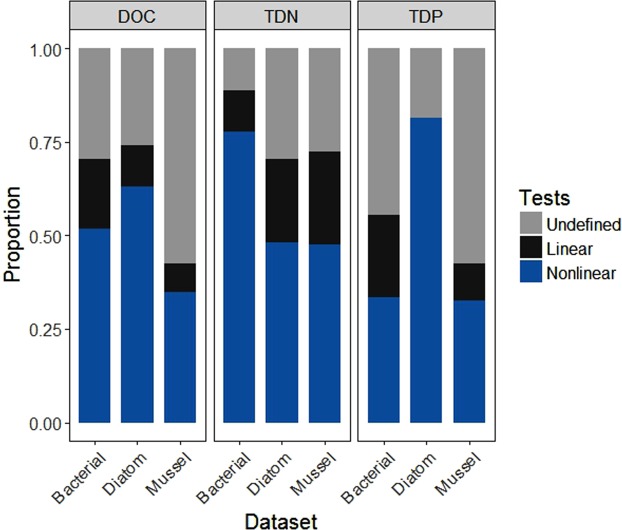 DOC TDN TDP
1.00
0.75
0.50
0.25
0.00
Proportion
Bacterial Diatom Mussel Bacterial Diatom Mussel Bacterial Diatom Mussel
Dataset
Tests
Undefined
Linear
Nonlinear